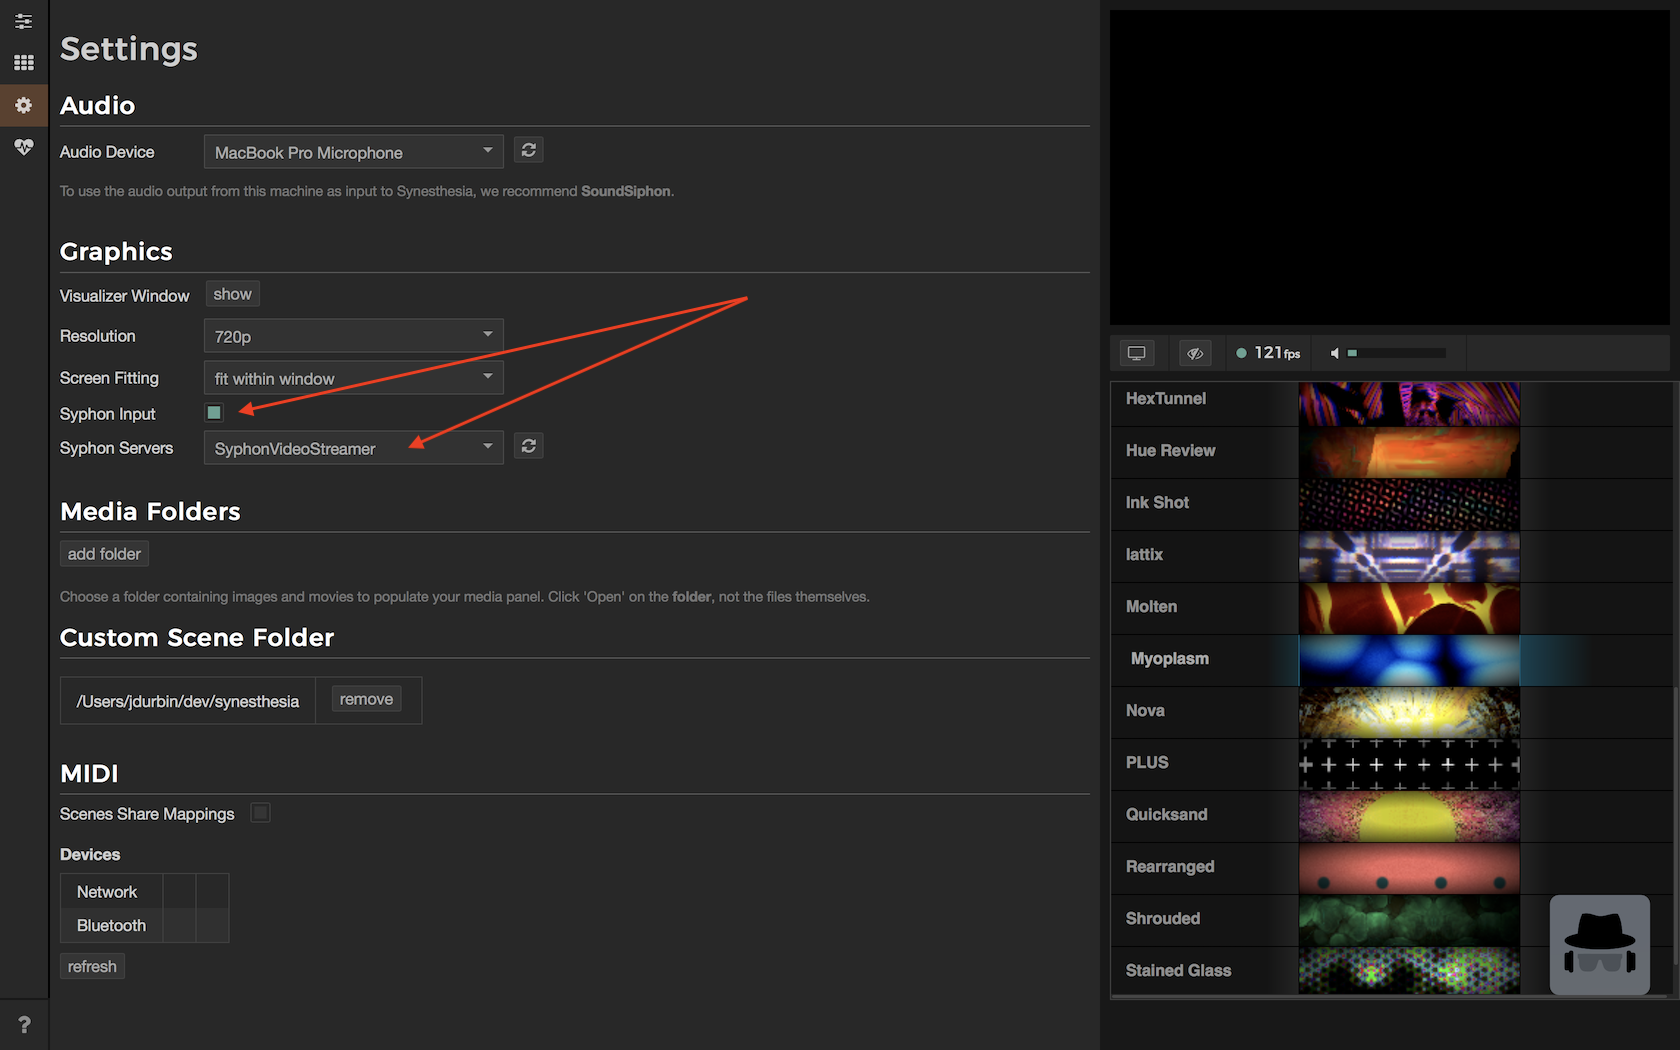 Settings
Audio
Audio Device MacBook Pro Microphone
To use the audio output from this machine as input to Synesthesia, we recommend SoundSiphon.
Graphics
Visualizer Window show
Resolution 720p
Screen Fitting fit within window
Syphon Input
Syphon Servers SyphonVideoStreamer
Media Folders
add folder
Choose a folder containing images and movies to populate your media panel. Click 'Open' on the folder, not the files themselves.
Custom Scene Folder
/Users/jdurbin/dev/synesthesia remove
MIDI
Scenes Share Mappings
Devices
Network
Bluetooth
refresh
?
121fps
HexTunnel
Hue Review
Ink Shot
lattix
Molten
Myoplasm
Nova
PLUS
Quicksand
Rearranged
Shrouded
Stained Glass